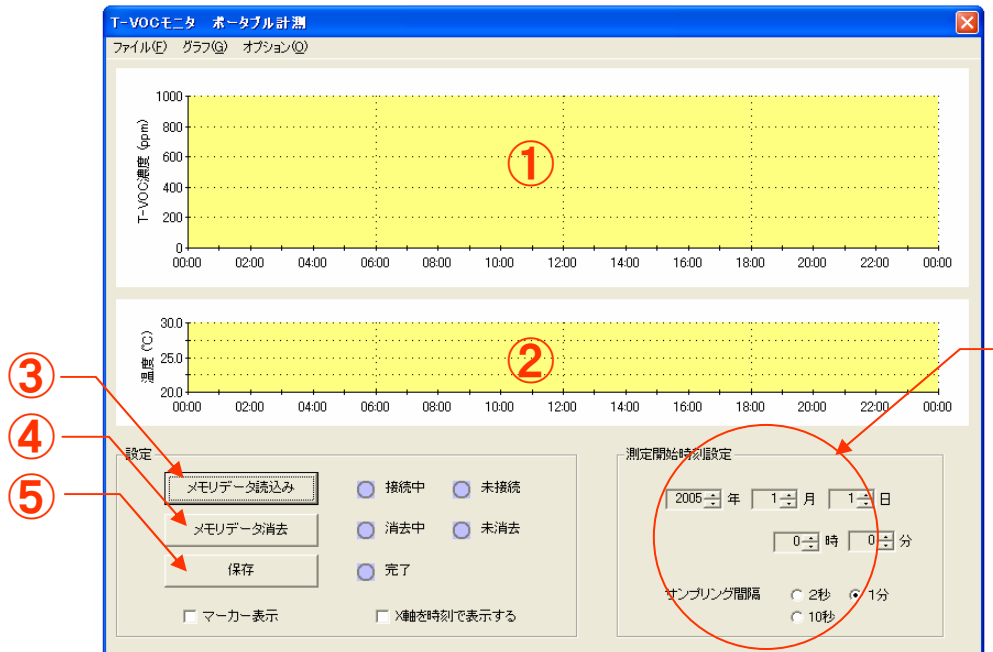 T-VOCモニタ ポータブル計測
ファイル(F) グラフ(G) オプション(O)
T-VOC濃度 (ppm)
1000
800
600
400
200
0
00:00 02:00 04:00 06:00 08:00 10:00 12:00 14:00 16:00 18:00 20:00 22:00 00:00
①
温度 (℃)
30.0
25.0
20.0
00:00 02:00 04:00 06:00 08:00 10:00 12:00 14:00 16:00 18:00 20:00 22:00 00:00
②
③
④
⑤
設定
メモリデータ読込み 接続中 未接続
メモリデータ消去 消去中 未消去
保存 完了
マーカー表示 X軸を時刻で表示する
測定開始時刻設定
2005 年 1 月 1 日
0 時 0 分
サンプリング間隔 2秒 1分
10秒